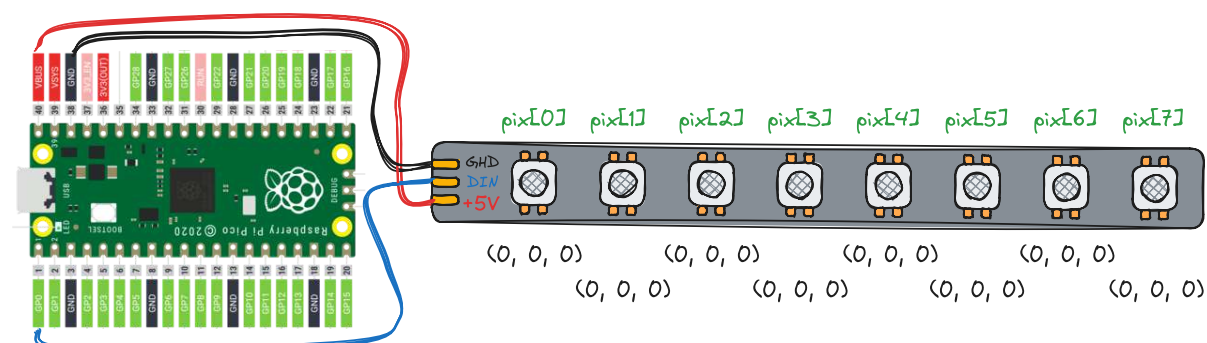 VBUS VSYS GND 3V3_EN 3V3(OUT) GP28 GND GP27 GP26 RUN GP22 GND GP21 GP20 GP19 GP18 GND GP17 GP16
40 39 38 37 36 35 34 33 32 31 30 29 28 27 26 25 24 23 22 21
pix[0] pix[1] pix[2] pix[3] pix[4] pix[5] pix[6] pix[7]
GHD
DIN
+5V
USB
DEBUG
LED
BOOTSEL
Raspberry Pi Pico © 2020
39
1
2
(0, 0, 0) (0, 0, 0) (0, 0, 0) (0, 0, 0)
(0, 0, 0) (0, 0, 0) (0, 0, 0) (0, 0, 0)
1 2 3 4 5 6 7 8 9 10 11 12 13 14 15 16 17 18 19 20
GP0 GP1 GND GP2 GP3 GP4 GP5 GND GP6 GP7 GP8 GP9 GND GP10 GP11 GP12 GP13 GND GP14 GP15